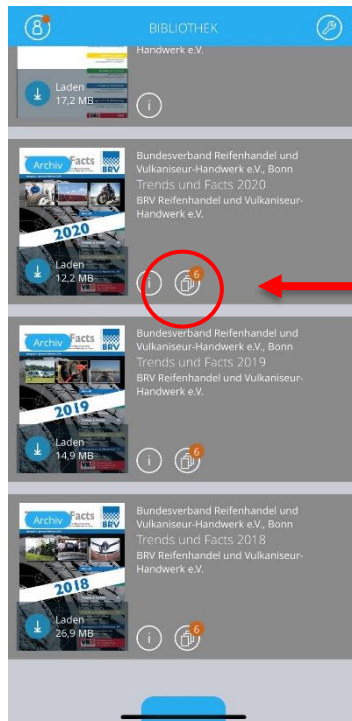 BIBLIOTHEK
Handwerk e.V.
Laden
17,2 MB
Archiv
Facts
BRV
2020
Laden
12,2 MB
Bundesverband Reifenhandel und
Vulkaniseur-Handwerk e.V., Bonn
Trends und Facts 2020
BRV Reifenhandel und Vulkaniseur-
Handwerk e.V.
i
6
Archiv
Facts
BRV
2019
Laden
14,9 MB
Bundesverband Reifenhandel und
Vulkaniseur-Handwerk e.V., Bonn
Trends und Facts 2019
BRV Reifenhandel und Vulkaniseur-
Handwerk e.V.
i
6
Archiv
Facts
BRV
2018
Laden
26,9 MB
Bundesverband Reifenhandel und
Vulkaniseur-Handwerk e.V., Bonn
Trends und Facts 2018
BRV Reifenhandel und Vulkaniseur-
Handwerk e.V.
i
6